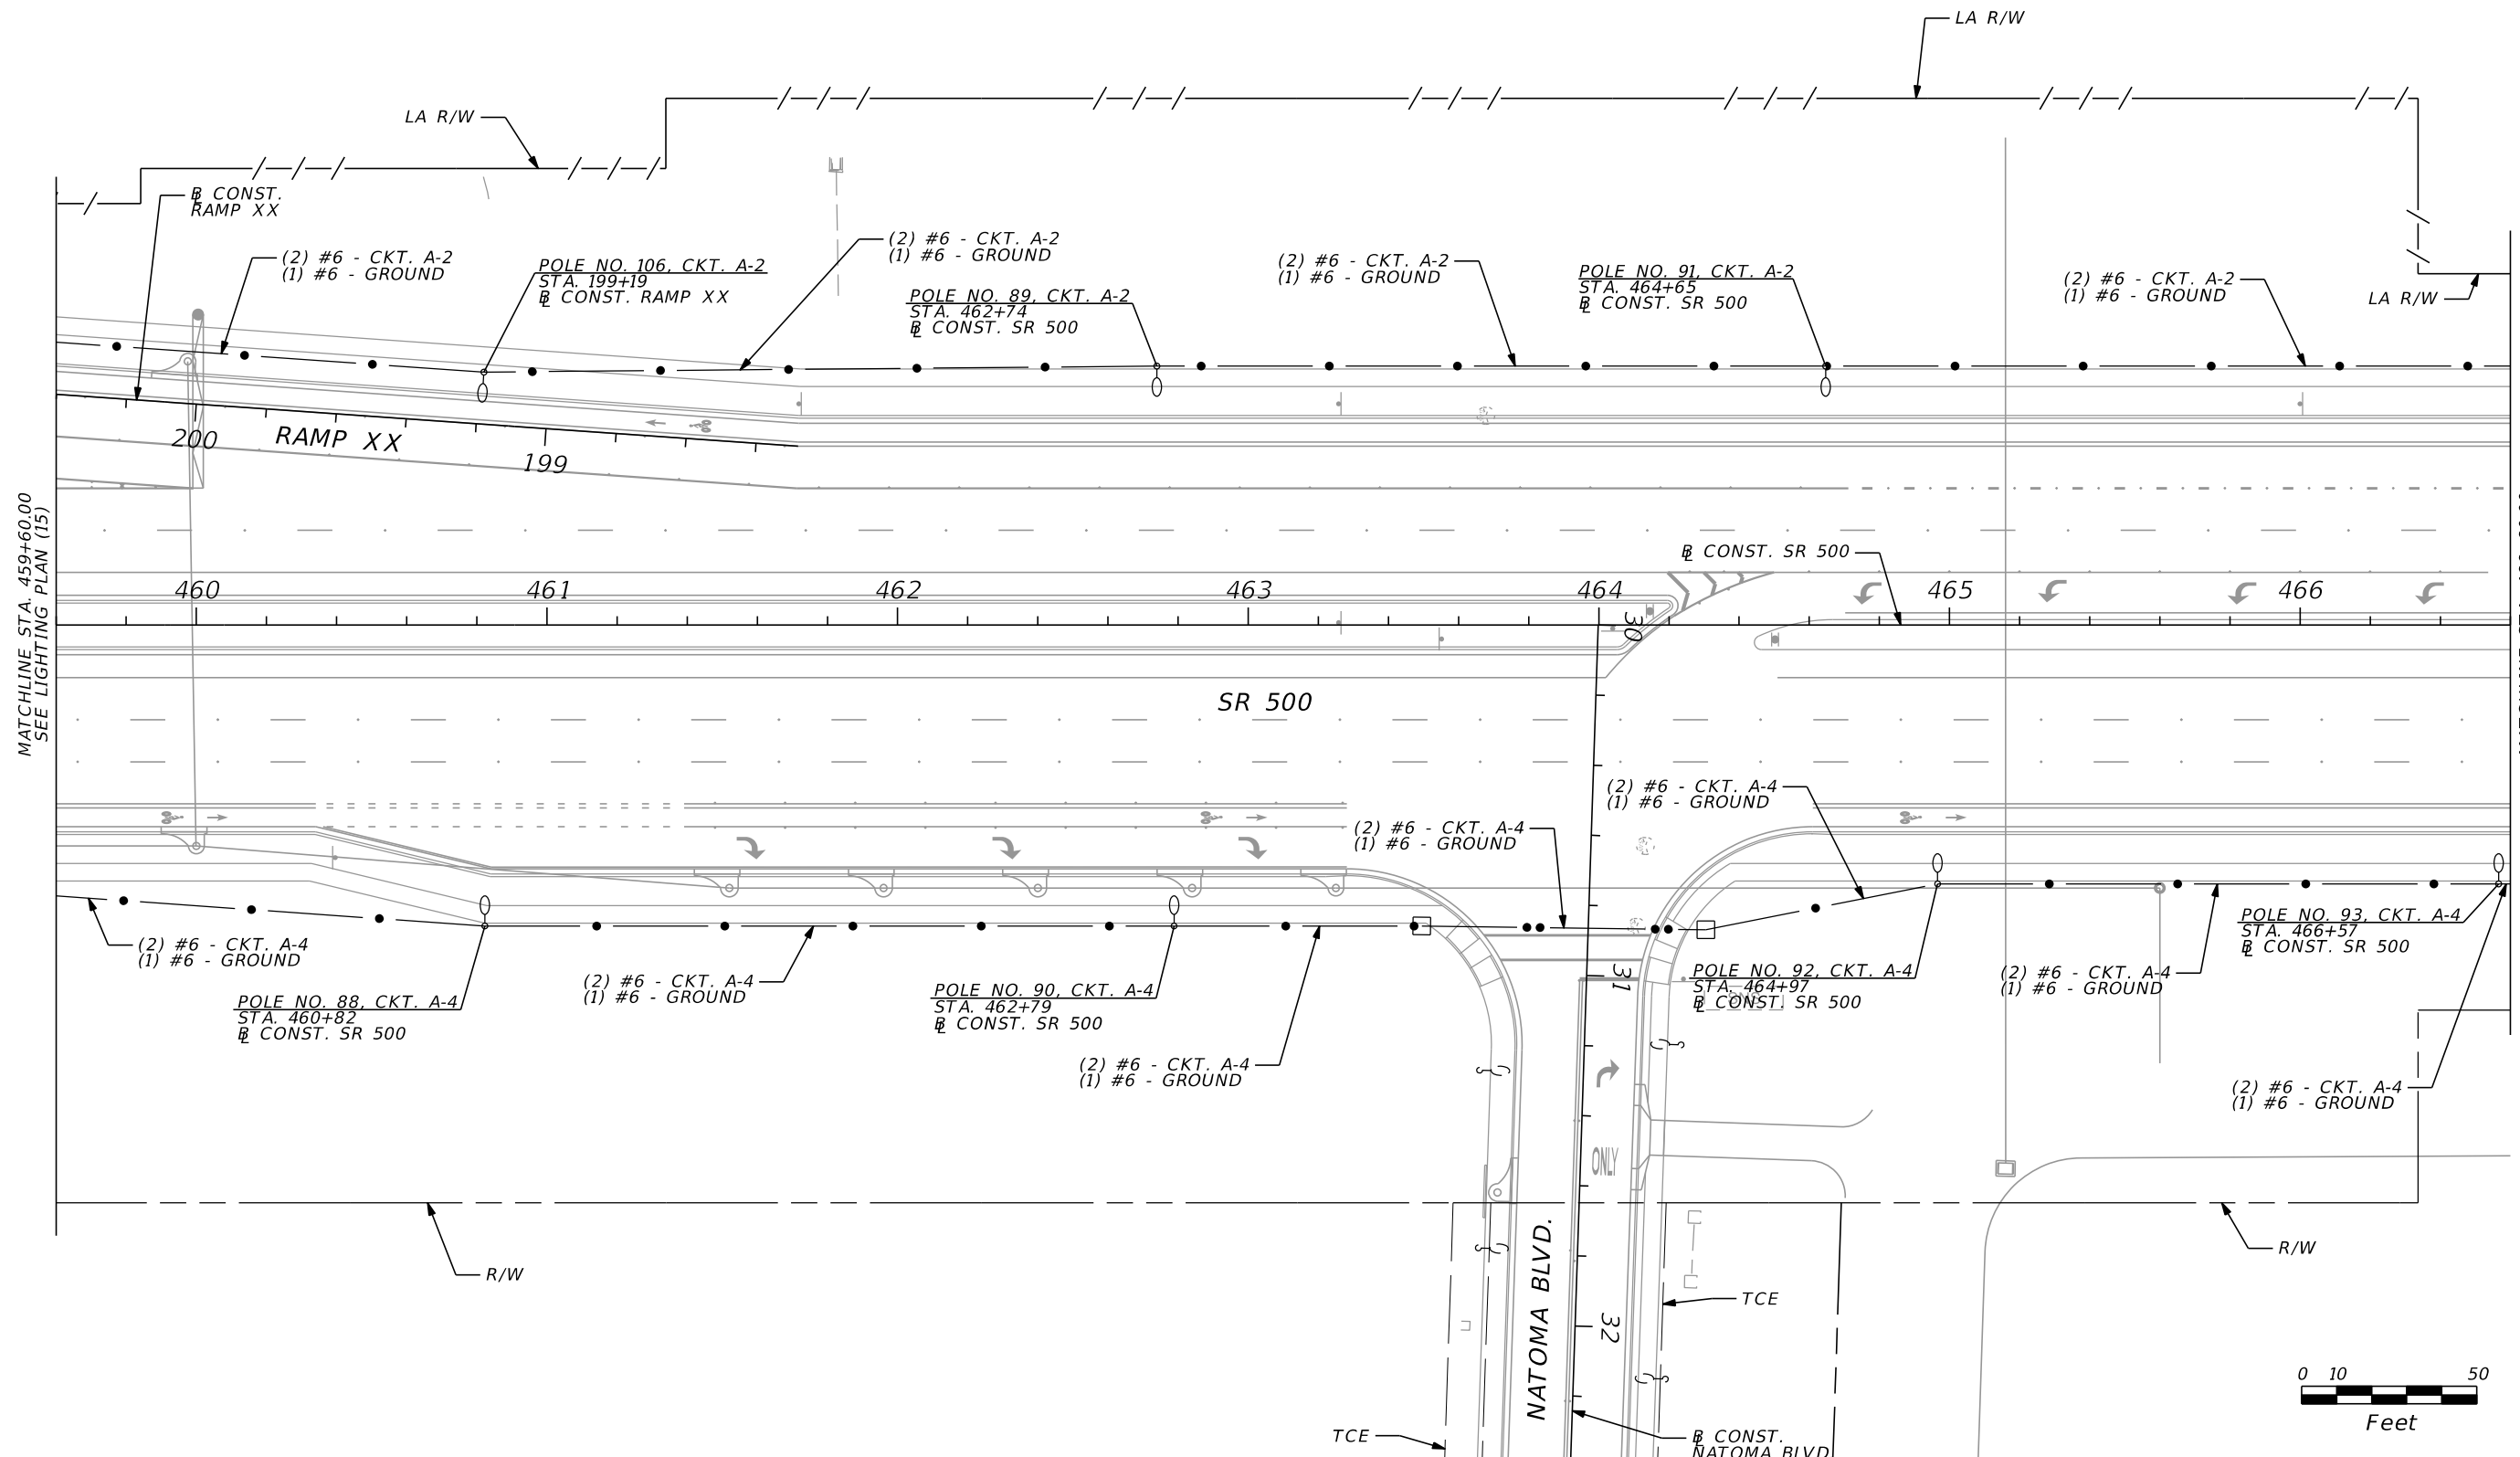 LA R/W
LA R/W
℄ CONST.
RAMP XX
(2) #6 - CKT. A-2
(1) #6 - GROUND
POLE NO. 106, CKT. A-2
STA. 199+19
℄ CONST. RAMP XX
(2) #6 - CKT. A-2
(1) #6 - GROUND
POLE NO. 89, CKT. A-2
STA. 462+74
℄ CONST. SR 500
(2) #6 - CKT. A-2
(1) #6 - GROUND
POLE NO. 91, CKT. A-2
STA. 464+65
℄ CONST. SR 500
(2) #6 - CKT. A-2
(1) #6 - GROUND
LA R/W
200
RAMP XX
199
MATCHLINE STA. 459+60.00
SEE LIGHTING PLAN (15)
℄ CONST. SR 500
460
461
462
463
464
465
466
30
SR 500
(2) #6 - CKT. A-4
(1) #6 - GROUND
(2) #6 - CKT. A-4
(1) #6 - GROUND
(2) #6 - CKT. A-4
(1) #6 - GROUND
POLE NO. 88, CKT. A-4
STA. 460+82
℄ CONST. SR 500
(2) #6 - CKT. A-4
(1) #6 - GROUND
POLE NO. 90, CKT. A-4
STA. 462+79
℄ CONST. SR 500
(2) #6 - CKT. A-4
(1) #6 - GROUND
31
POLE NO. 92, CKT. A-4
STA. 464+97
℄ CONST. SR 500
POLE NO. 93, CKT. A-4
STA. 466+57
℄ CONST. SR 500
(2) #6 - CKT. A-4
(1) #6 - GROUND
(2) #6 - CKT. A-4
(1) #6 - GROUND
ONLY
R/W
R/W
NATOMA BLVD.
TCE
32
TCE
℄ CONST.
NATOMA BLVD
0 10 50
Feet